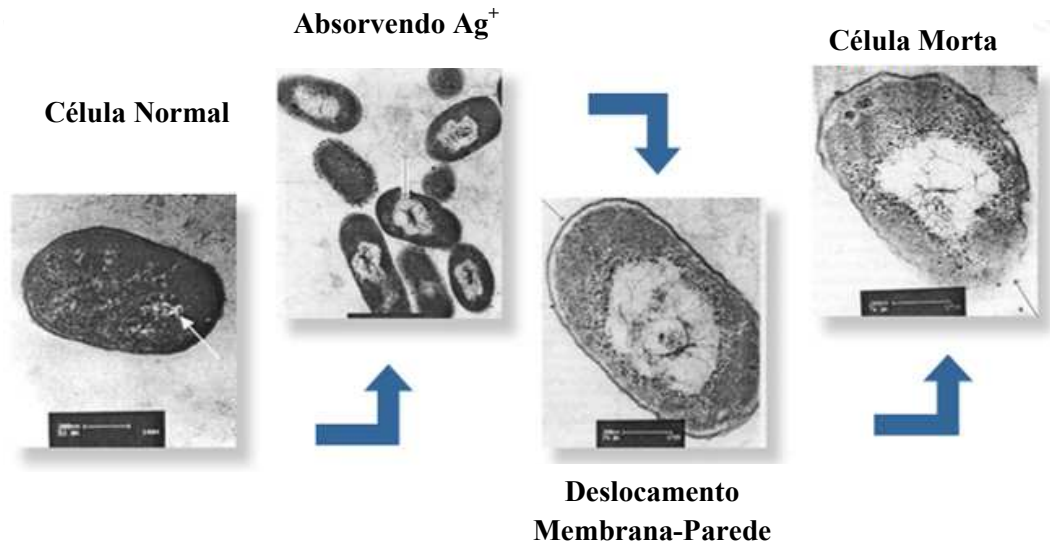 Absorvendo Ag⁺
Célula Morta
Célula Normal
Deslocamento
Membrana-Parede